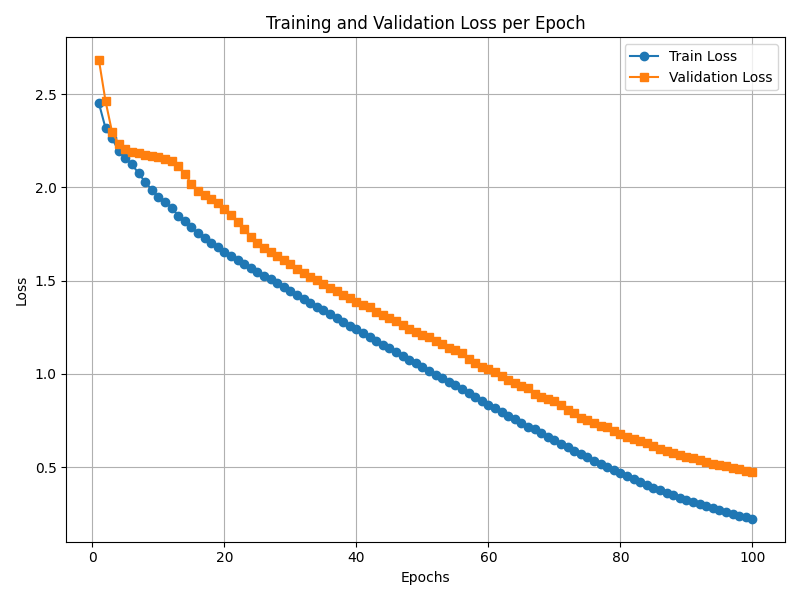 Training and Validation Loss per Epoch
Train Loss
Validation Loss
2.5
2.0
1.5
1.0
0.5
Loss
0 20 40 60 80 100
Epochs